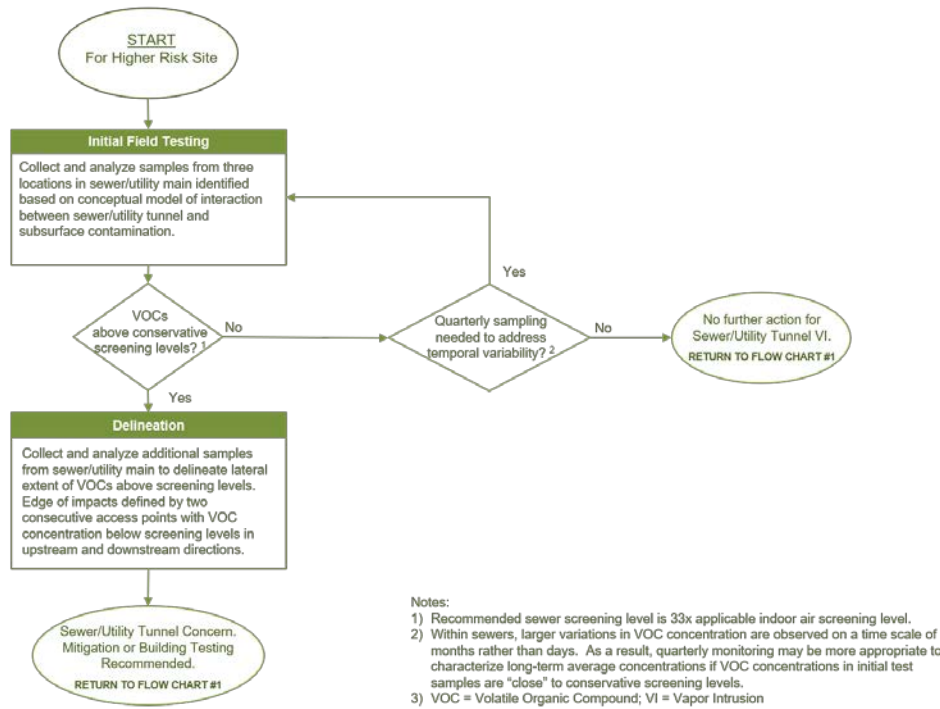 START
For Higher Risk Site
Initial Field Testing
Collect and analyze samples from three
locations in sewer/utility main identified
based on conceptual model of interaction
between sewer/utility tunnel and
subsurface contamination.
VOCs
above conservative
screening levels? 1
No
Yes
Quarterly sampling
needed to address
temporal variability? 2
Yes
No
No further action for
Sewer/Utility Tunnel VI.
RETURN TO FLOW CHART #1
Delineation
Collect and analyze additional samples
from sewer/utility main to delineate lateral
extent of VOCs above screening levels.
Edge of impacts defined by two
consecutive access points with VOC
concentration below screening levels in
upstream and downstream directions.
Sewer/Utility Tunnel Concern.
Mitigation or Building Testing
Recommended.
RETURN TO FLOW CHART #1
Notes:
1) Recommended sewer screening level is 33x applicable indoor air screening level.
2) Within sewers, larger variations in VOC concentration are observed on a time scale of
months rather than days. As a result, quarterly monitoring may be more appropriate to
characterize long-term average concentrations if VOC concentrations in initial test
samples are “close” to conservative screening levels.
3) VOC = Volatile Organic Compound; VI = Vapor Intrusion